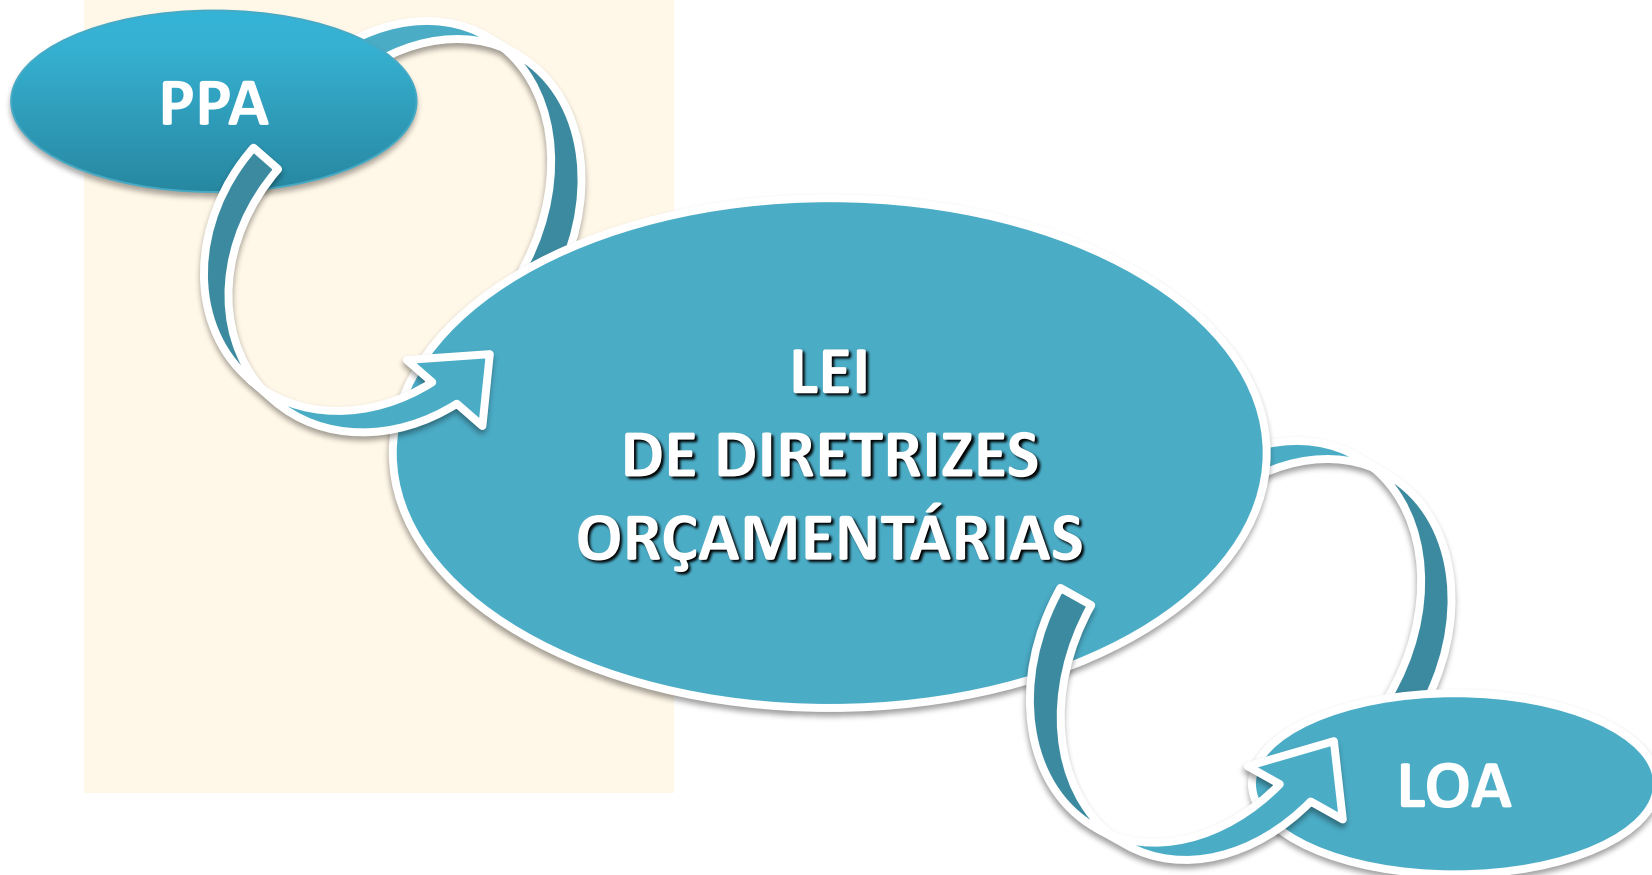 PPA
LEI
DE DIRETRIZES
ORÇAMENTÁRIAS
LOA